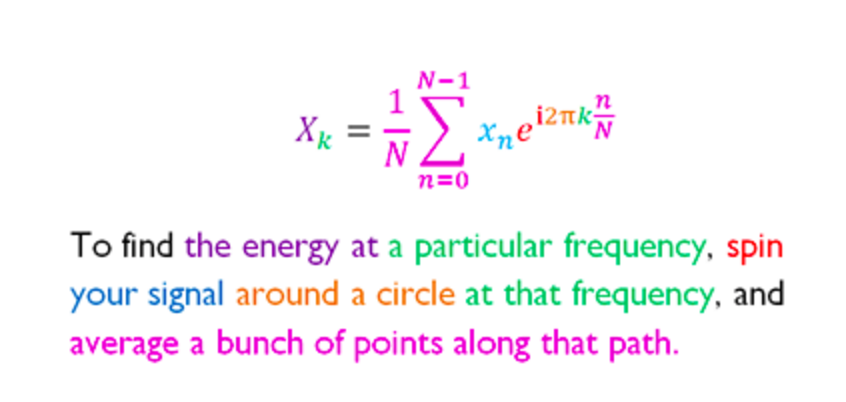 X_k = \frac{1}{N} \sum_{n=0}^{N-1} x_n e^{i2\pi k\frac{n}{N}}
To find the energy at a particular frequency, spin
your signal around a circle at that frequency, and
average a bunch of points along that path.